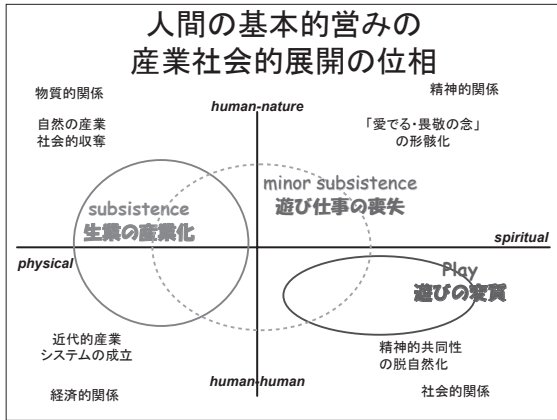 人間の基本的営みの
産業社会的展開の位相
物質的関係
精神的関係
human-nature
自然の産業
社会的収奪
「愛でる・畏敬の念」
の形骸化
minor subsistence
遊び仕事の喪失
subsistence
生業の産業化
spiritual
physical
Play
遊びの変質
近代的産業
システムの成立
精神的共同性
の脱自然化
human-human
経済的関係
社会的関係